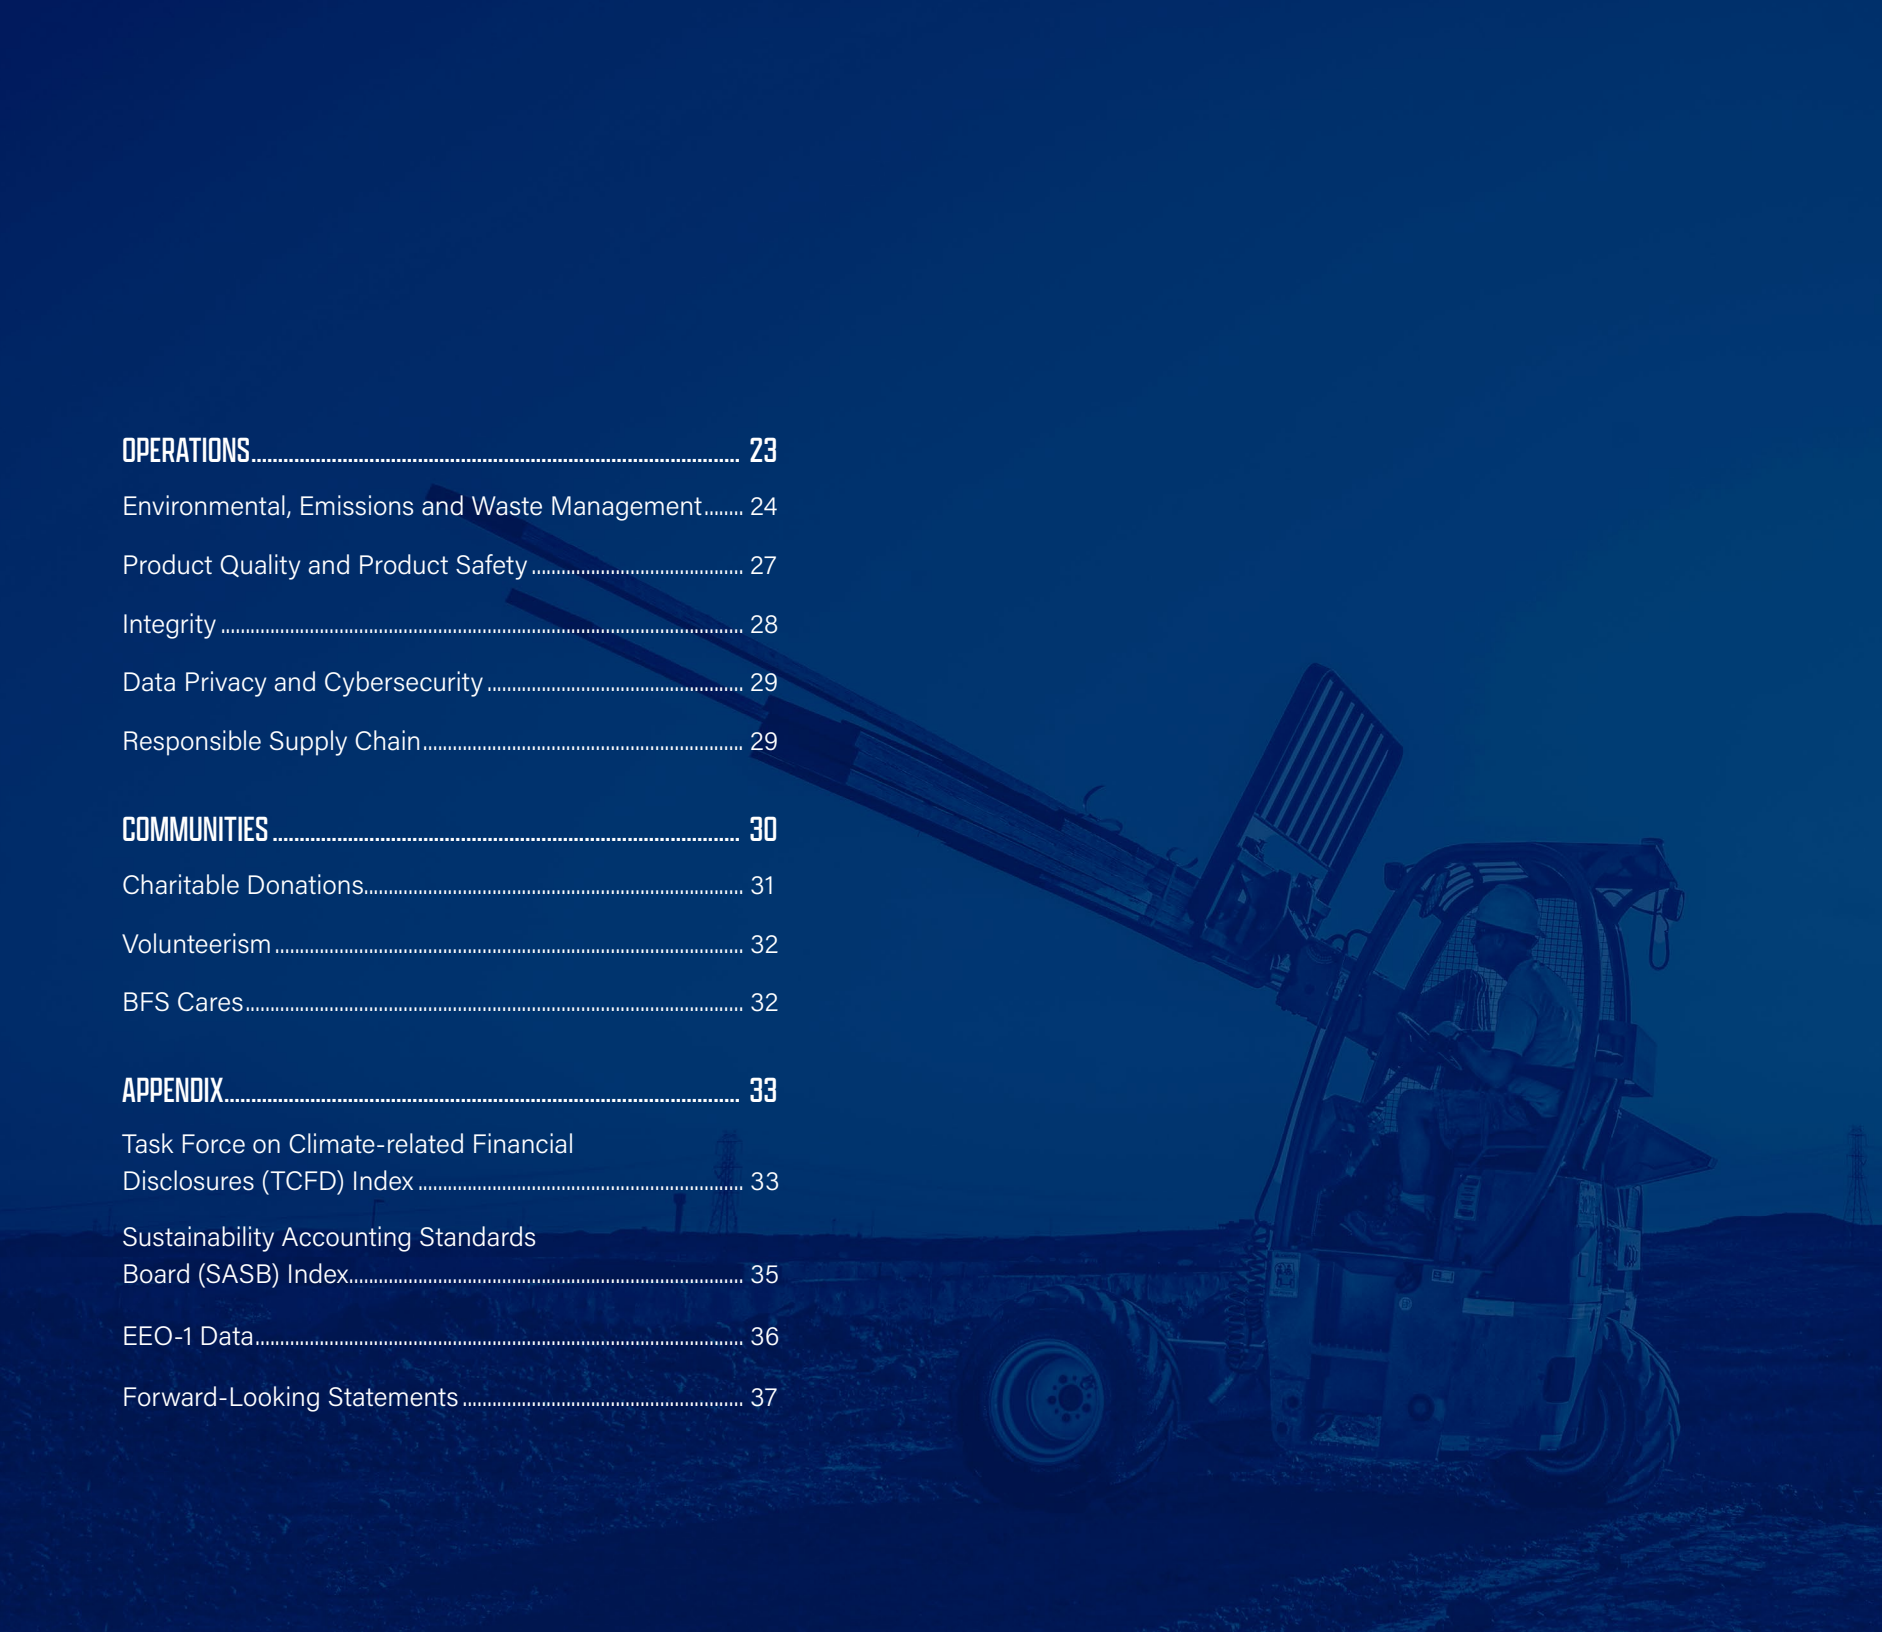 OPERATIONS........ 23
Environmental, Emissions and Waste Management........ 24
Product Quality and Product Safety ........ 27
Integrity ........ 28
Data Privacy and Cybersecurity ........ 29
Responsible Supply Chain........ 29
COMMUNITIES ........ 30
Charitable Donations........ 31
Volunteerism ........ 32
BFS Cares........ 32
APPENDIX........ 33
Task Force on Climate-related Financial
Disclosures (TCFD) Index ........ 33
Sustainability Accounting Standards
Board (SASB) Index........ 35
EEO-1 Data........ 36
Forward-Looking Statements ........ 37